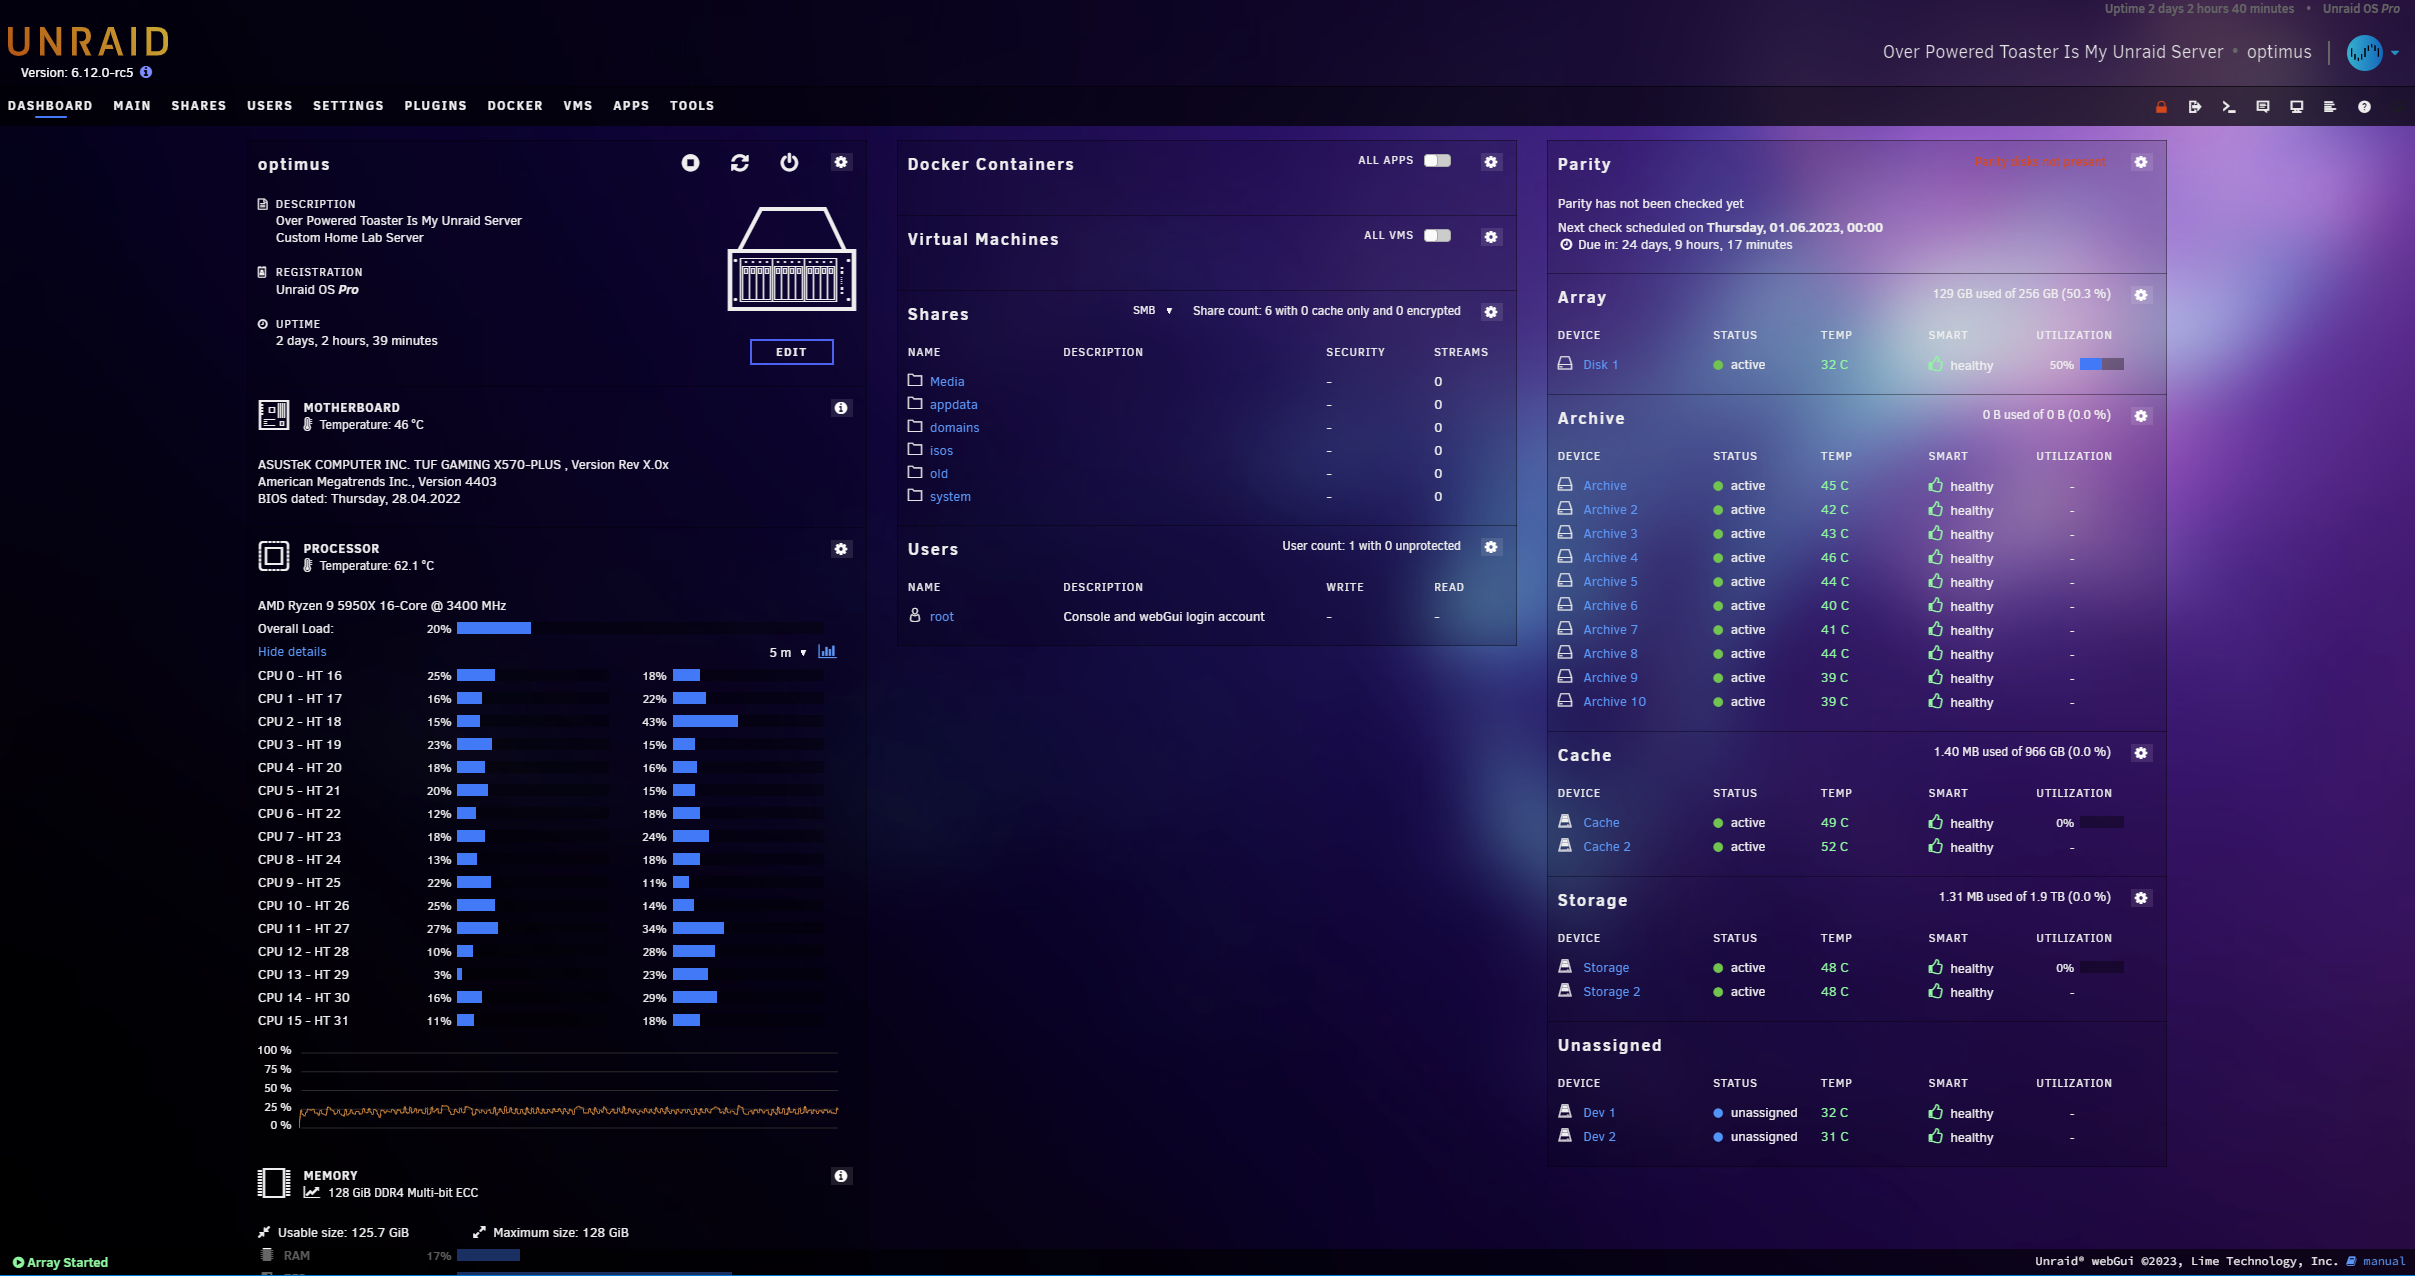 Uptime 2 days 2 hours 40 minutes • Unraid OS Pro
UNRAID
Version: 6.12.0-rc5
Over Powered Toaster Is My Unraid Server • optimus
DASHBOARD MAIN SHARES USERS SETTINGS PLUGINS DOCKER VMS APPS TOOLS
optimus
DESCRIPTION
Over Powered Toaster Is My Unraid Server
Custom Home Lab Server
REGISTRATION
Unraid OS Pro
UPTIME
2 days, 2 hours, 39 minutes
EDIT
MOTHERBOARD
Temperature: 46 °C
ASUSTeK COMPUTER INC. TUF GAMING X570-PLUS , Version Rev X.0x
American Megatrends Inc., Version 4403
BIOS dated: Thursday, 28.04.2022
PROCESSOR
Temperature: 62.1 °C
AMD Ryzen 9 5950X 16-Core @ 3400 MHz
Overall Load: 20%
Hide details 5 m
CPU 0 - HT 16 25% 18%
CPU 1 - HT 17 16% 22%
CPU 2 - HT 18 15% 43%
CPU 3 - HT 19 23% 15%
CPU 4 - HT 20 18% 16%
CPU 5 - HT 21 20% 15%
CPU 6 - HT 22 12% 18%
CPU 7 - HT 23 18% 24%
CPU 8 - HT 24 13% 18%
CPU 9 - HT 25 22% 11%
CPU 10 - HT 26 25% 14%
CPU 11 - HT 27 27% 34%
CPU 12 - HT 28 10% 28%
CPU 13 - HT 29 3% 23%
CPU 14 - HT 30 16% 29%
CPU 15 - HT 31 11% 18%
100 %
75 %
50 %
25 %
0 %
MEMORY
128 GiB DDR4 Multi-bit ECC
Usable size: 125.7 GiB Maximum size: 128 GiB
RAM 17%
Docker Containers ALL APPS
Virtual Machines ALL VMS
Shares SMB Share count: 6 with 0 cache only and 0 encrypted
NAME DESCRIPTION SECURITY STREAMS
Media - 0
appdata - 0
domains - 0
isos - 0
old - 0
system - 0
Users User count: 1 with 0 unprotected
NAME DESCRIPTION WRITE READ
root Console and webGui login account - -
Parity Parity disks not present
Parity has not been checked yet
Next check scheduled on Thursday, 01.06.2023, 00:00
Due in: 24 days, 9 hours, 17 minutes
Array 129 GB used of 256 GB (50.3 %)
DEVICE STATUS TEMP SMART UTILIZATION
Disk 1 active 32 C healthy 50%
Archive 0 B used of 0 B (0.0 %)
DEVICE STATUS TEMP SMART UTILIZATION
Archive active 45 C healthy -
Archive 2 active 42 C healthy -
Archive 3 active 43 C healthy -
Archive 4 active 46 C healthy -
Archive 5 active 44 C healthy -
Archive 6 active 40 C healthy -
Archive 7 active 41 C healthy -
Archive 8 active 44 C healthy -
Archive 9 active 39 C healthy -
Archive 10 active 39 C healthy -
Cache 1.40 MB used of 966 GB (0.0 %)
DEVICE STATUS TEMP SMART UTILIZATION
Cache active 49 C healthy 0%
Cache 2 active 52 C healthy -
Storage 1.31 MB used of 1.9 TB (0.0 %)
DEVICE STATUS TEMP SMART UTILIZATION
Storage active 48 C healthy 0%
Storage 2 active 48 C healthy -
Unassigned
DEVICE STATUS TEMP SMART UTILIZATION
Dev 1 unassigned 32 C healthy -
Dev 2 unassigned 31 C healthy -
Array Started
Unraid® webGui ©2023, Lime Technology, Inc. manual